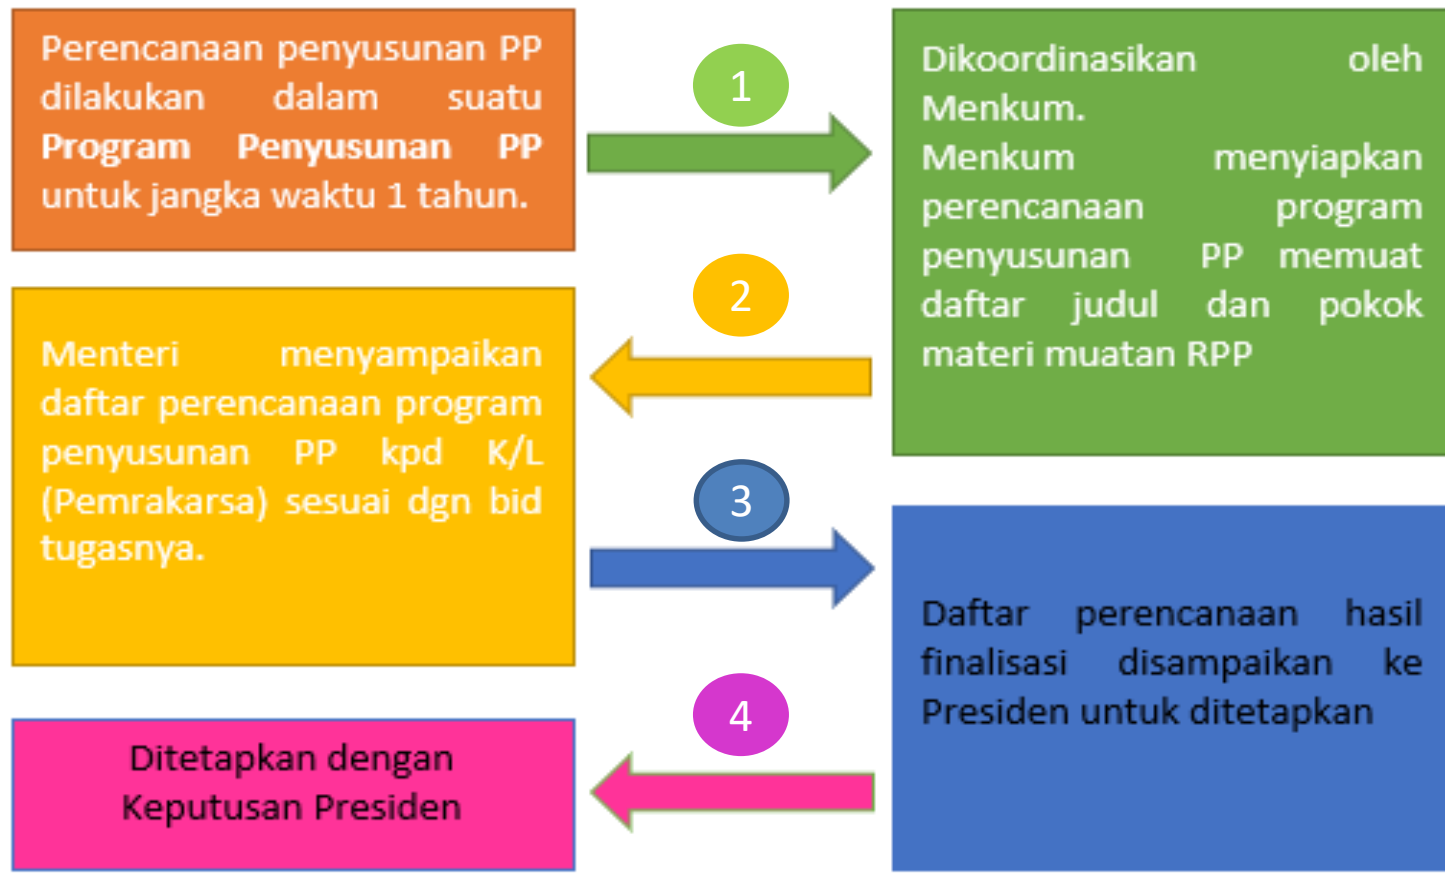 Perencanaan penyusunan PP
dilakukan dalam suatu
Program Penyusunan PP
untuk jangka waktu 1 tahun.
1
Dikoordinasikan oleh
Menkum.
Menkum menyiapkan
perencanaan program
penyusunan PP memuat
daftar judul dan pokok
materi muatan RPP
2
Menteri menyampaikan
daftar perencanaan program
penyusunan PP kpd K/L
(Pemrakarsa) sesuai dgn bid
tugasnya.
3
Daftar perencanaan hasil
finalisasi disampaikan ke
Presiden untuk ditetapkan
4
Ditetapkan dengan
Keputusan Presiden